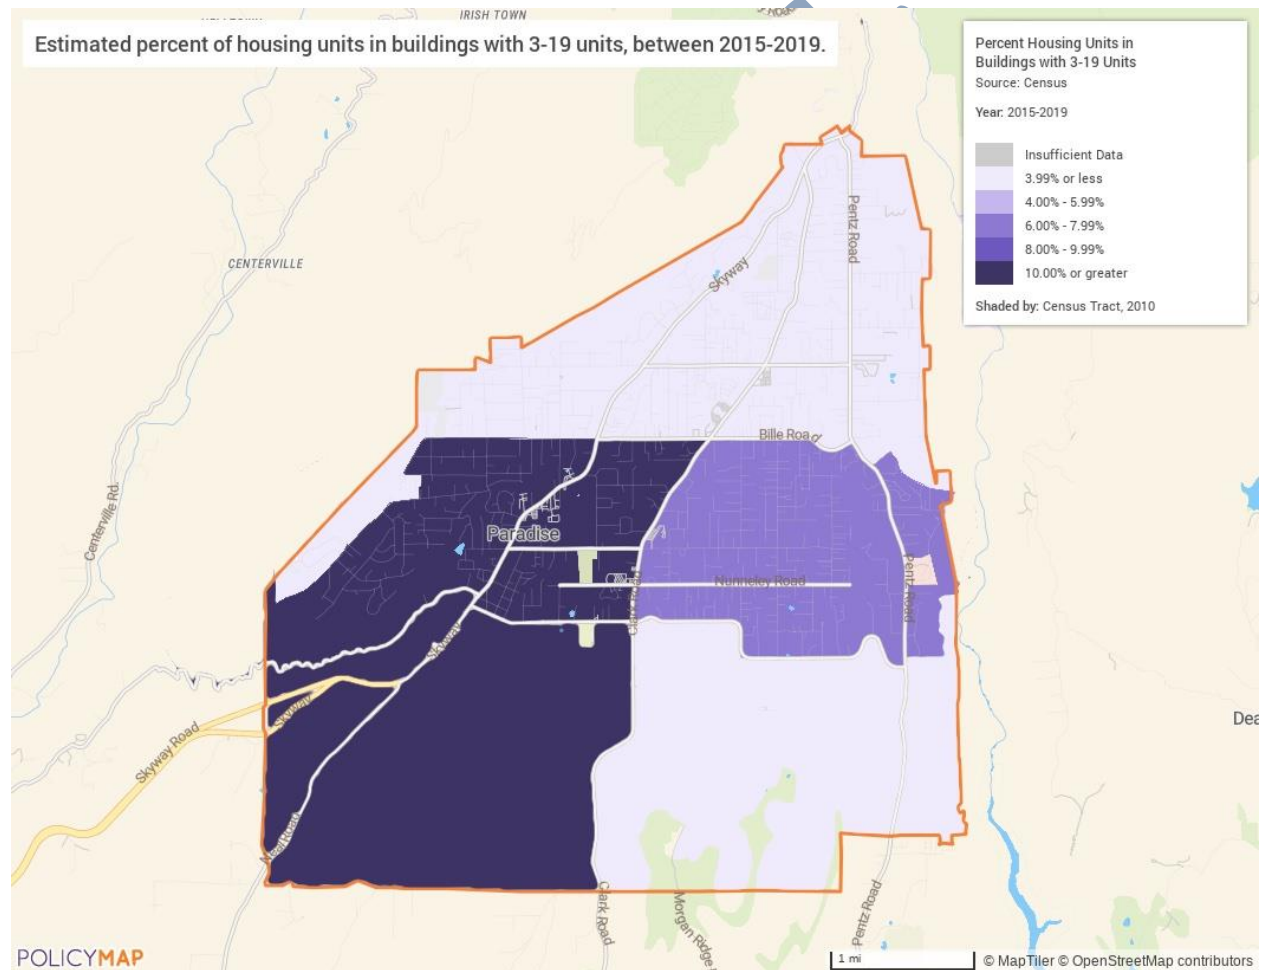 IRISH TOWN
Estimated percent of housing units in buildings with 3-19 units, between 2015-2019.
Percent Housing Units in
Buildings with 3-19 Units
Source: Census
Year: 2015-2019
Insufficient Data
3.99% or less
4.00% - 5.99%
6.00% - 7.99%
8.00% - 9.99%
10.00% or greater
Shaded by: Census Tract, 2010
Pentz Road
CENTERVILLE
Skyway
Bille Road
Centerville Rd.
Paradise
Nunneley Road
Pentz Road
Clark Road
Skyway
Skyway
Skyway Road
Neal Road
Clark Road
Morgan Ridge
Pentz Road
POLICYMAP
1 mi
© MapTiler © OpenStreetMap contributors